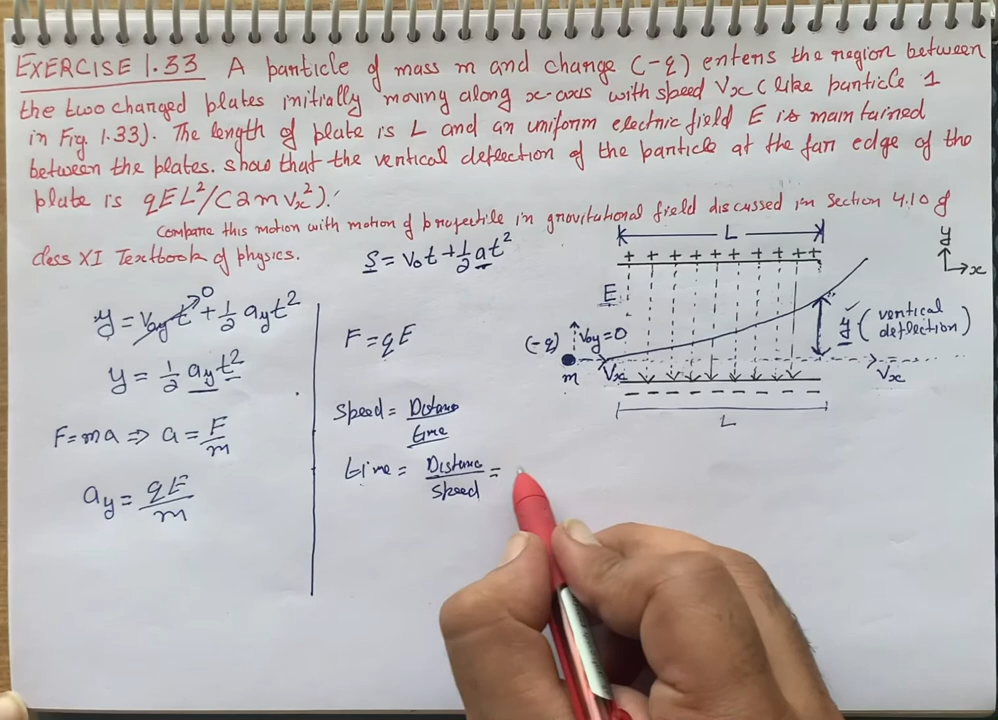 EXERCISE 1.33 A particle of mass m and charge (-q) enters the region between
the two charged plates initially moving along x-axis with speed Vx (like particle 1
in Fig. 1.33). The length of plate is L and an uniform electric field E is maintained
between the plates. show that the vertical deflection of the particle at the far edge of the
plate is qEL²/(2mVx²).
Compare this motion with motion of projectile in gravitational field discussed in Section 4.10 of
class XI Textbook of physics.
S = V₀t + 1/2 at²
y = V₀yt⁰ + 1/2 ayt²
y = 1/2 ayt²
F = ma ⇒ a = F/m
ay = qE/m
F = qE
Speed = Distance/time
time = Distance/Speed =
L
+ + + + + + + + + +
E
(-q)
V₀y = 0
m
Vx
y (vertical
deflection)
Vx
- - - - - - - - -
L
y
x